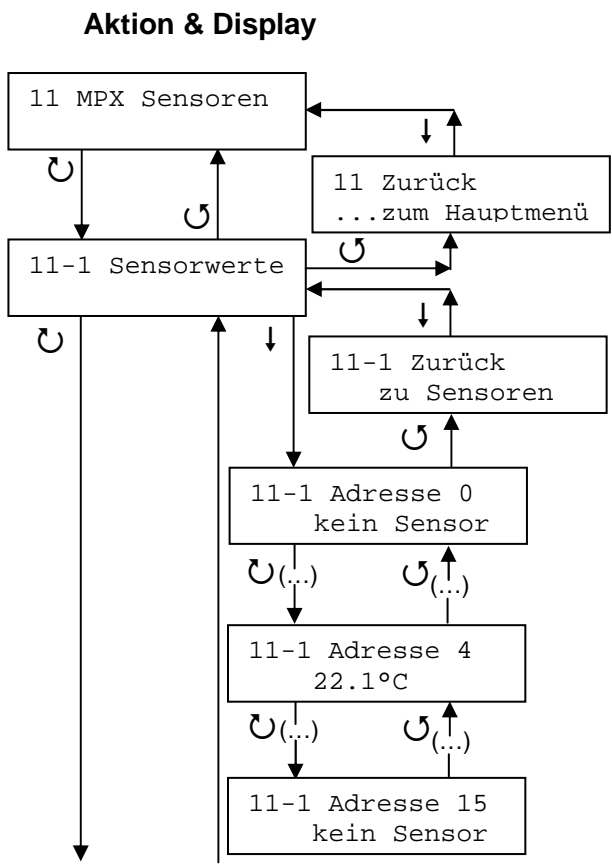 Aktion & Display
11 MPX Sensoren
11 Zurück
...zum Hauptmenü
11-1 Sensorwerte
11-1 Zurück
zu Sensoren
11-1 Adresse 0
kein Sensor
(...)
(...)
11-1 Adresse 4
22.1°C
(...)
(...)
11-1 Adresse 15
kein Sensor